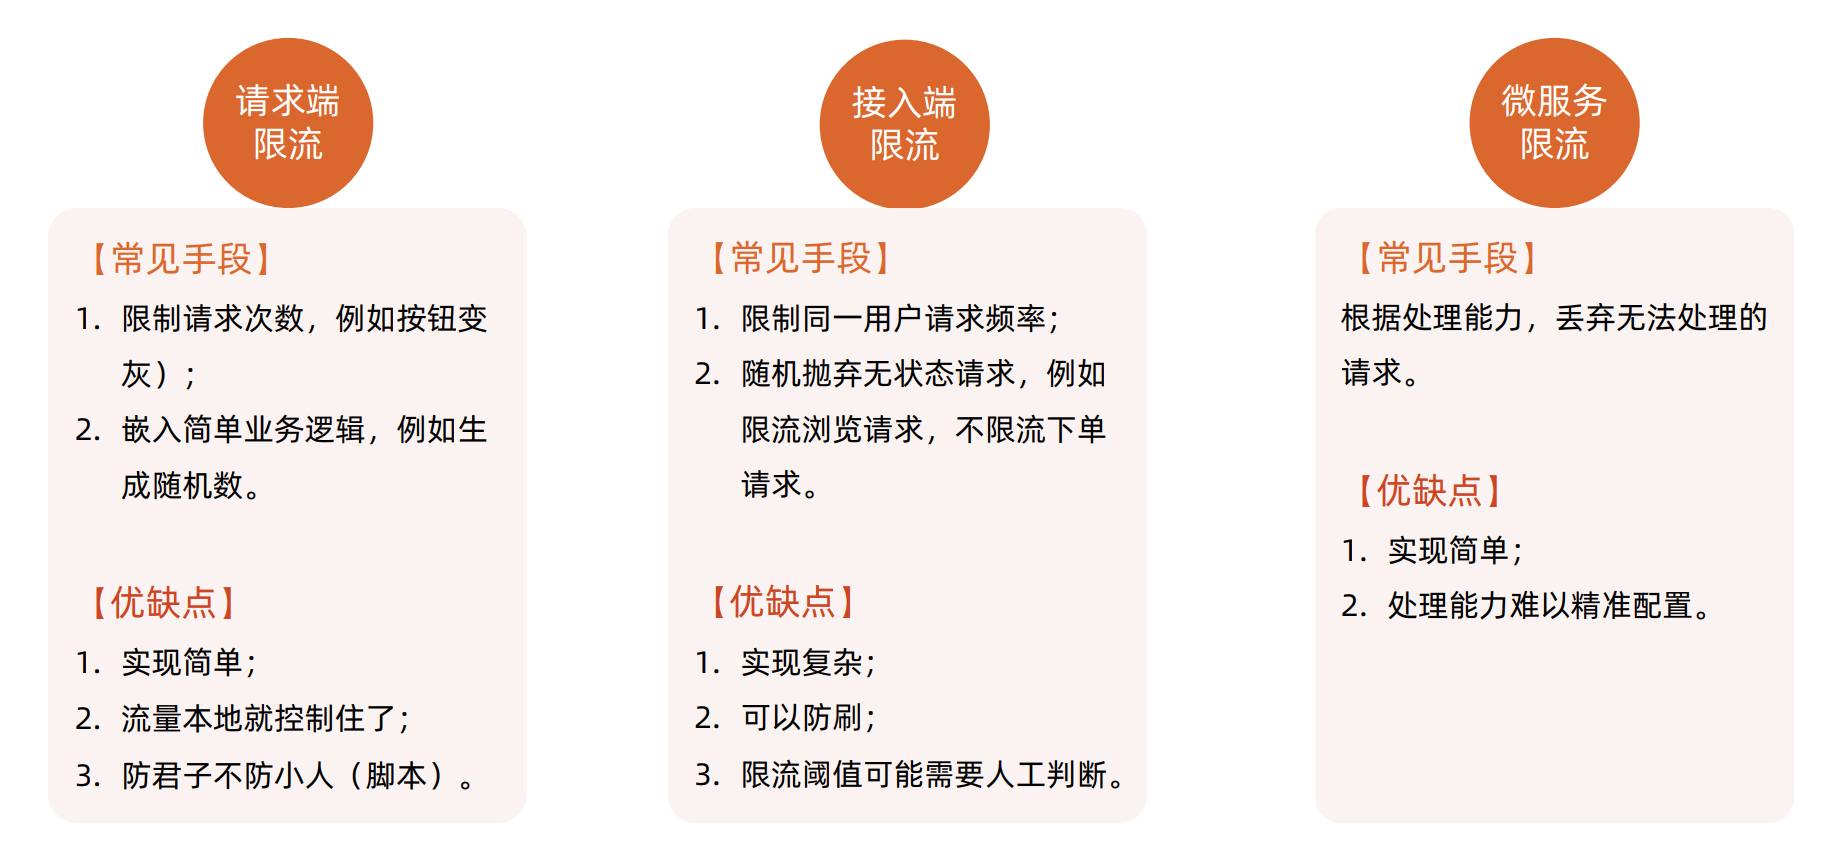 请求端
限流
【常见手段】
1. 限制请求次数，例如按钮变
灰）；
2. 嵌入简单业务逻辑，例如生
成随机数。
【优缺点】
1. 实现简单；
2. 流量本地就控制住了；
3. 防君子不防小人（脚本）。
接入端
限流
【常见手段】
1. 限制同一用户请求频率；
2. 随机抛弃无状态请求，例如
限流浏览请求，不限流下单
请求。
【优缺点】
1. 实现复杂；
2. 可以防刷；
3. 限流阈值可能需要人工判断。
微服务
限流
【常见手段】
根据处理能力，丢弃无法处理的
请求。
【优缺点】
1. 实现简单；
2. 处理能力难以精准配置。